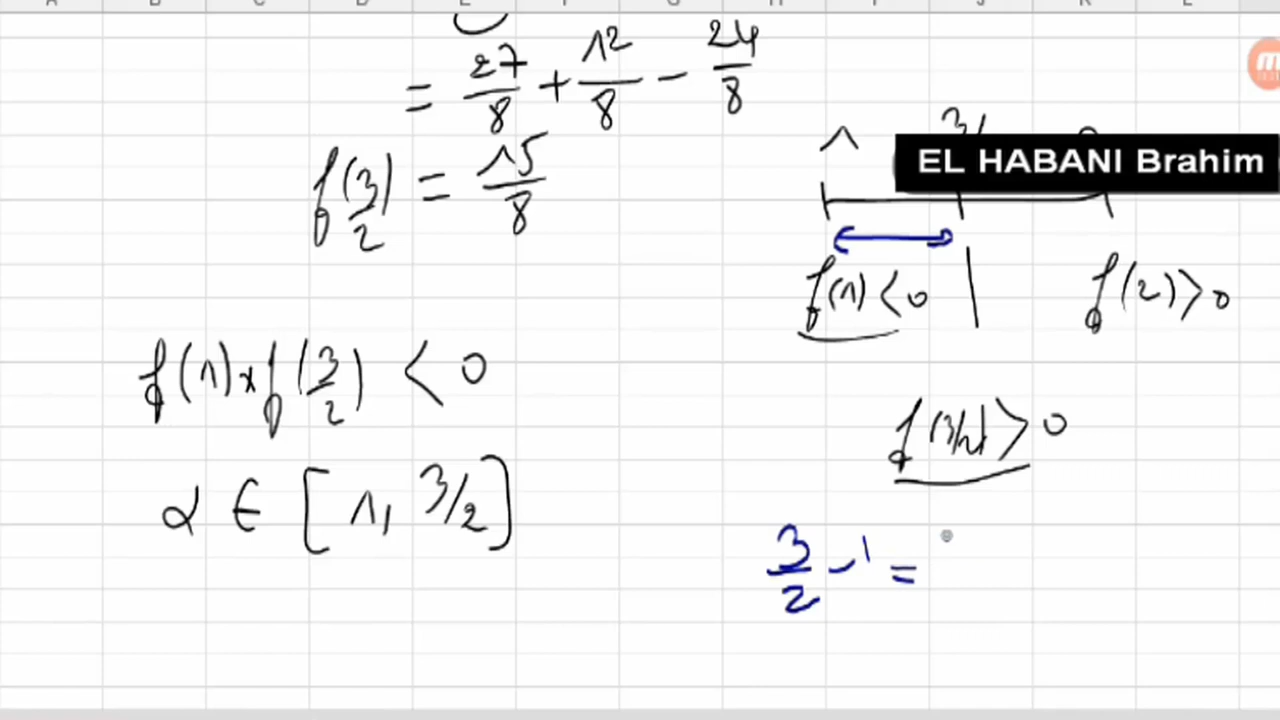 = 27/8 + 12/8 - 24/8
f(3/2) = 15/8
1
EL HABANI Brahim
f(1) < 0 | f(2) > 0
f(1) × f(3/2) < 0
f(3/2) > 0
α ∈ [1, 3/2]
3/2 - 1 =